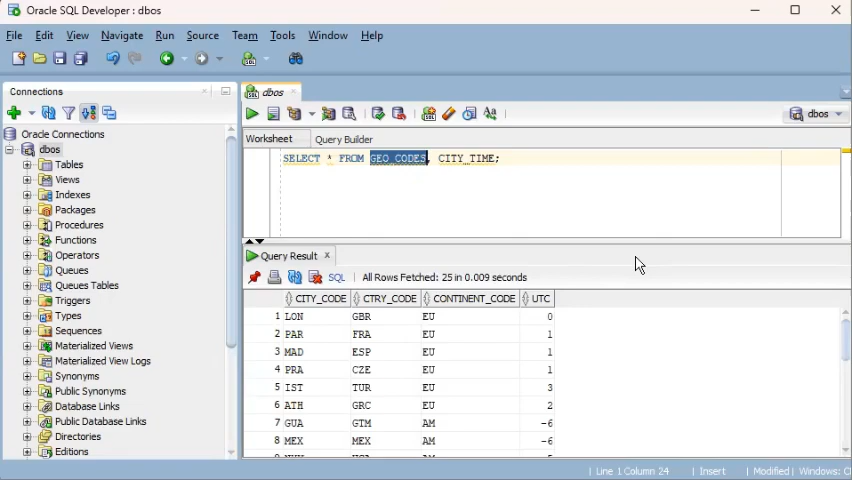 Oracle SQL Developer : dbos
File Edit View Navigate Run Source Team Tools Window Help
Connections
dbos
dbos
Worksheet Query Builder
Oracle Connections
dbos
Tables
Views
Indexes
Packages
Procedures
Functions
Operators
Queues
Queues Tables
Triggers
Types
Sequences
Materialized Views
Materialized View Logs
Synonyms
Public Synonyms
Database Links
Public Database Links
Directories
Editions
SELECT * FROM GEO_CODES, CITY_TIME;
Query Result
SQL All Rows Fetched: 25 in 0.009 seconds
CITY_CODE CTRY_CODE CONTINENT_CODE UTC
1 LON GBR EU 0
2 PAR FRA EU 1
3 MAD ESP EU 1
4 PRA CZE EU 1
5 IST TUR EU 3
6 ATH GRC EU 2
7 GUA GTM AM -6
8 MEX MEX AM -6
Line 1 Column 24 Insert Modified Windows: C